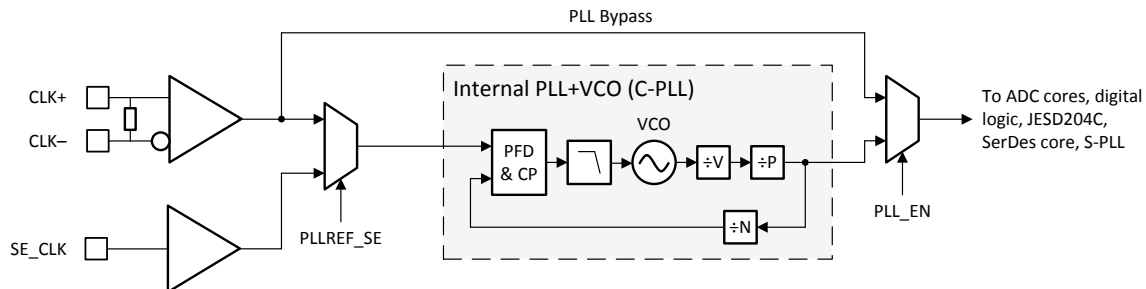 PLL Bypass
CLK+
CLK–
Internal PLL+VCO (C-PLL)
VCO
PFD
& CP
÷V
÷P
÷N
To ADC cores, digital
logic, JESD204C,
SerDes core, S-PLL
PLL_EN
SE_CLK
PLLREF_SE